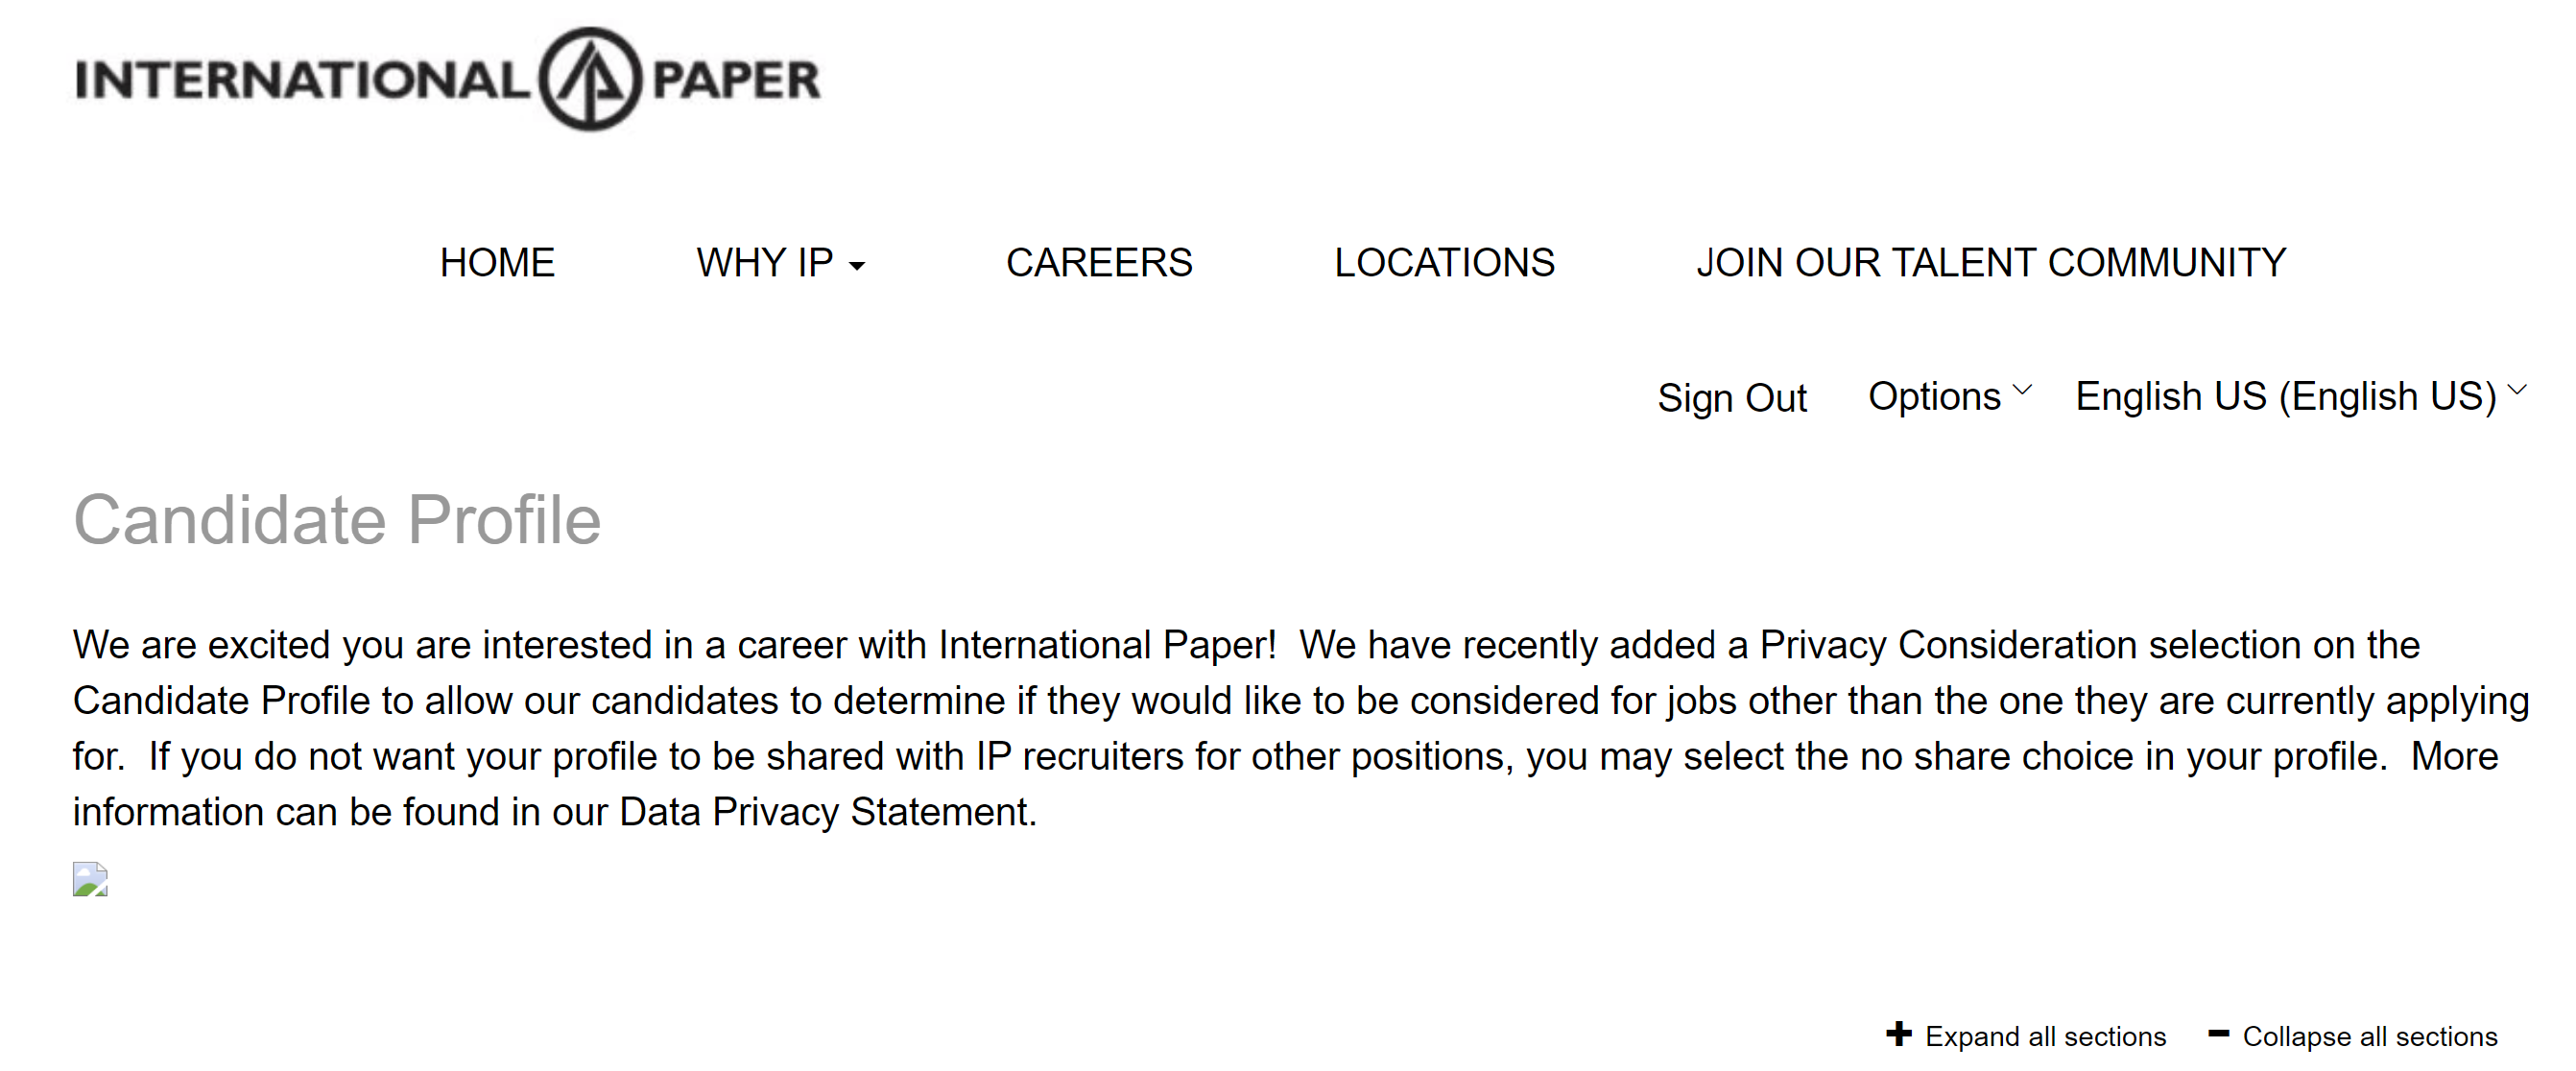 INTERNATIONAL PAPER
HOME WHY IP CAREERS LOCATIONS JOIN OUR TALENT COMMUNITY
Sign Out Options English US (English US)
Candidate Profile
We are excited you are interested in a career with International Paper!  We have recently added a Privacy Consideration selection on the
Candidate Profile to allow our candidates to determine if they would like to be considered for jobs other than the one they are currently applying
for.  If you do not want your profile to be shared with IP recruiters for other positions, you may select the no share choice in your profile.  More
information can be found in our Data Privacy Statement.
Expand all sections Collapse all sections